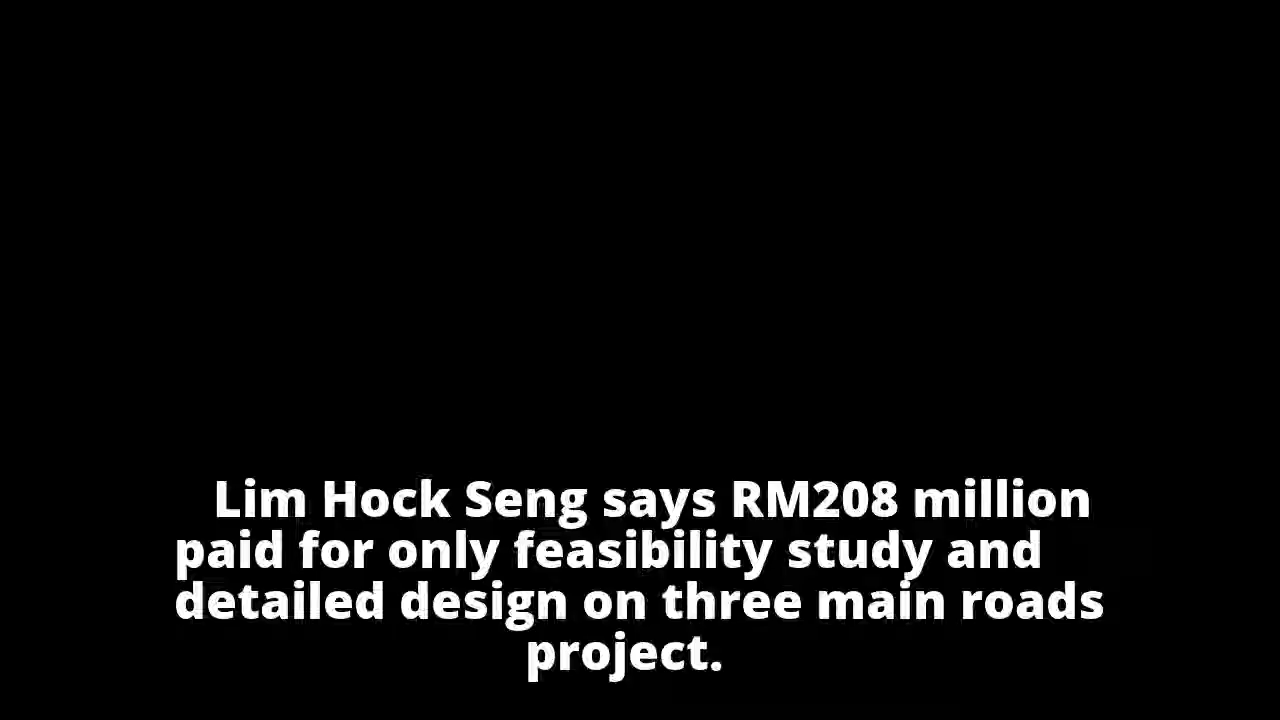 Lim Hock Seng says RM208 million
paid for only feasibility study and
detailed design on three main roads
project.